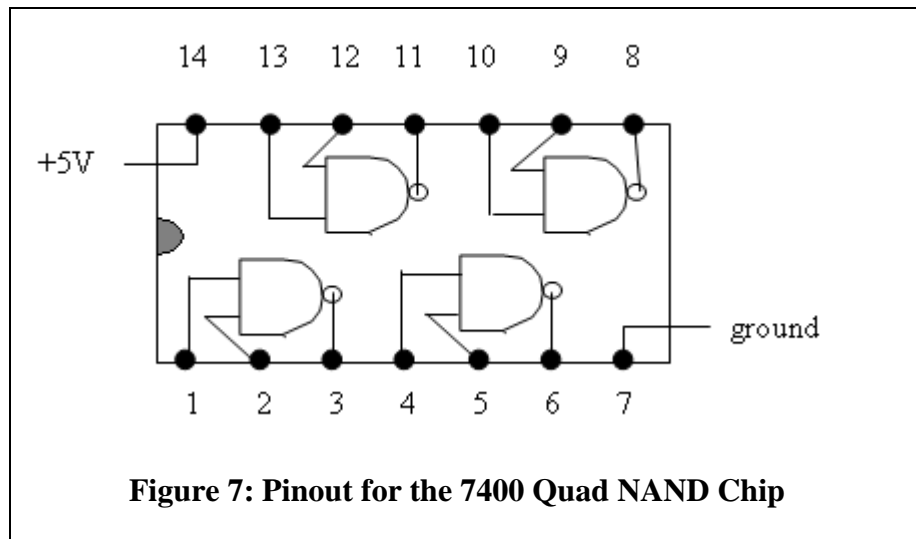 14 13 12 11 10 9 8
+5V
ground
1 2 3 4 5 6 7
Figure 7: Pinout for the 7400 Quad NAND Chip